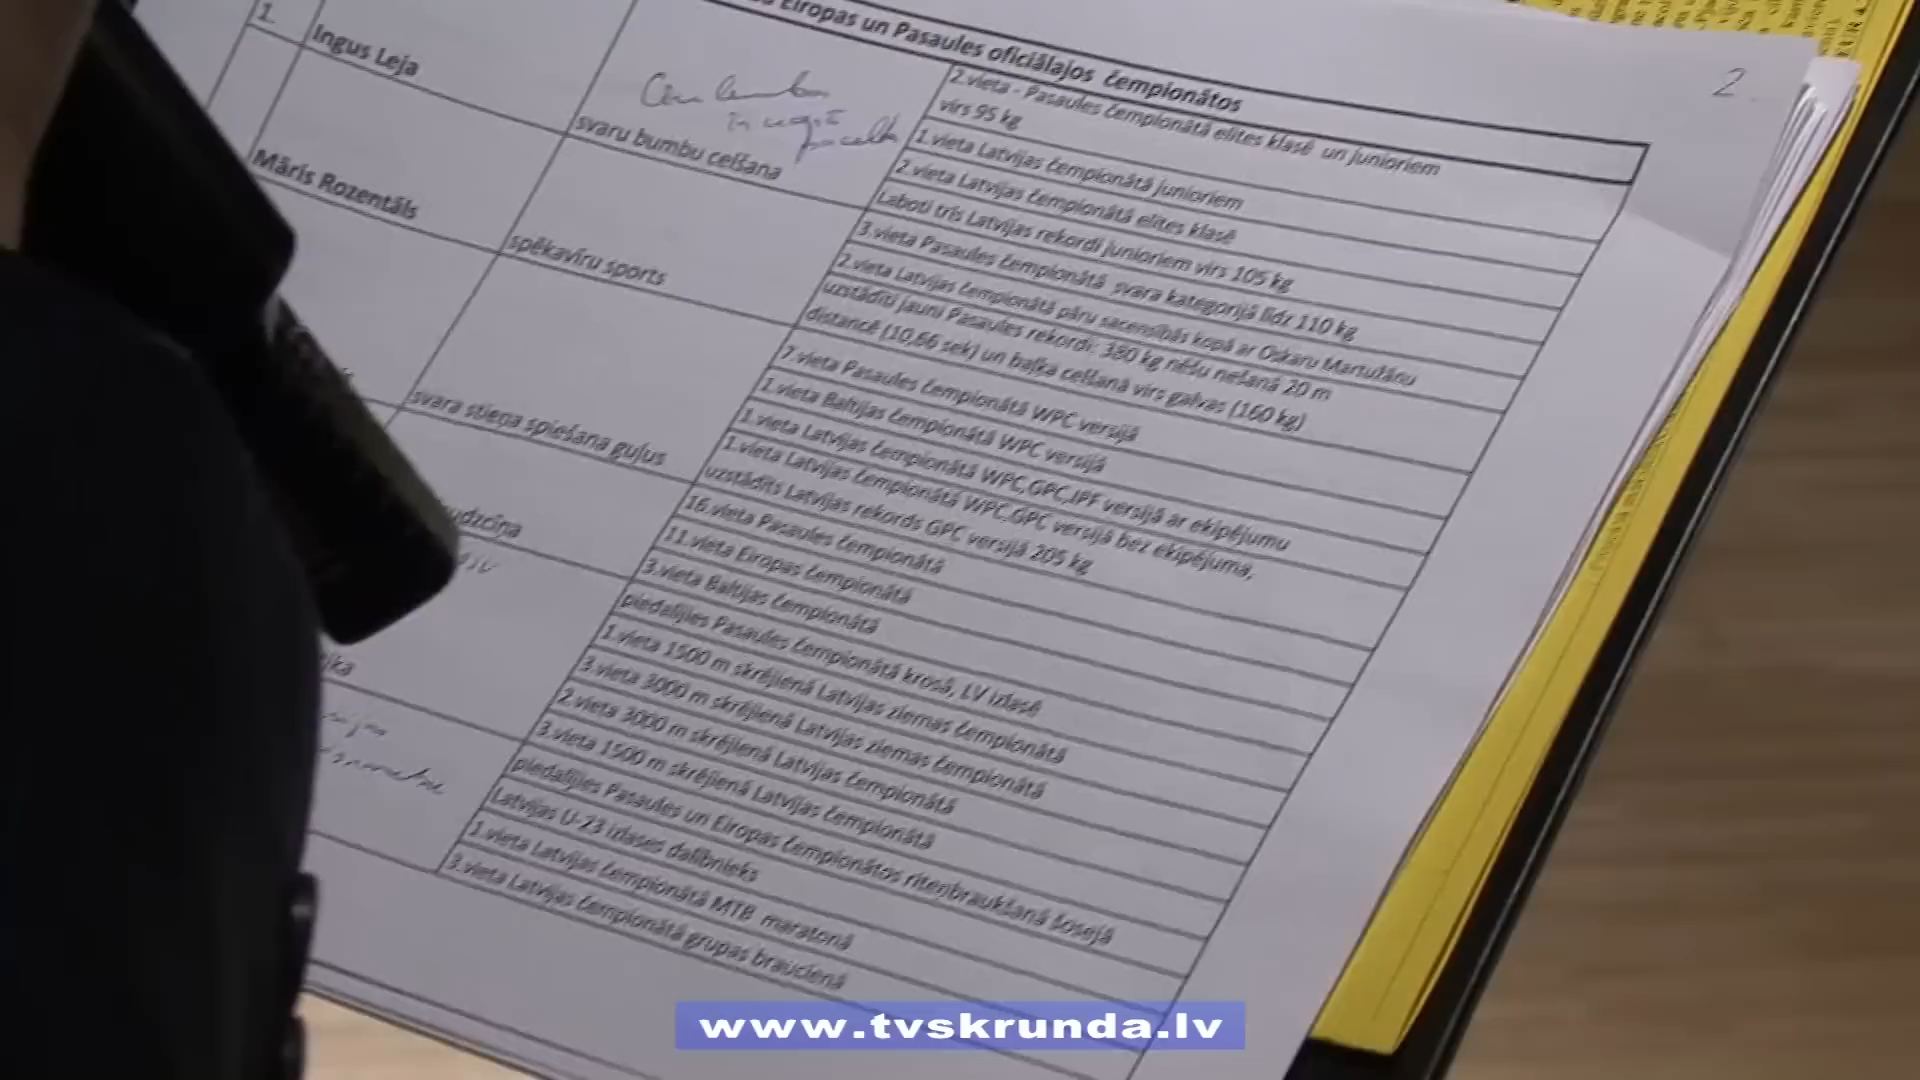 Eiropas un Pasaules oficiālajos čempionātos
2
1.
Ingus Leja
svaru bumbu celšana
2.vieta - Pasaules čempionātā elites klasē un junioriem
virs 95 kg
1.vieta Latvijas čempionātā junioriem
2.vieta Latvijas čempionātā elites klasē
Laboti trīs Latvijas rekordi junioriem virs 105 kg
Māris Rozentāls
spēkavīru sports
3.vieta Pasaules čempionātā svara kategorijā līdz 110 kg
2.vieta Latvijas čempionātā pāru sacensībās kopā ar Oskaru Martužānu
uzstādīti jauni Pasaules rekordi: 380 kg nēšu nešanā 20 m
distancē (10,66 sek) un baļķa celšanā virs galvas (160 kg)
svara stieņa spiešana guļus
7.vieta Pasaules čempionātā WPC versijā
1.vieta Baltijas čempionātā WPC versijā
1.vieta Latvijas čempionātā WPC,GPC,IPF versijā ar ekipējumu
1.vieta Latvijas čempionātā WPC,GPC versijā bez ekipējuma,
uzstādīts Latvijas rekords GPC versijā 205 kg
udzciņa
16.vieta Pasaules čempionātā
11.vieta Eiropas čempionātā
3.vieta Baltijas čempionātā
jka
piedalījies Pasaules čempionātā krosā, LV izlasē
1.vieta 1500 m skrējienā Latvijas ziemas čempionātā
3.vieta 3000 m skrējienā Latvijas ziemas čempionātā
2.vieta 3000 m skrējienā Latvijas čempionātā
3.vieta 1500 m skrējienā Latvijas čempionātā
piedalījies Pasaules un Eiropas čempionātos riteņbraukšanā šosejā
Latvijas U-23 izlases dalībnieks
1.vieta Latvijas čempionātā MTB maratonā
3.vieta Latvijas čempionātā grupas braucienā
www.tvskrunda.lv